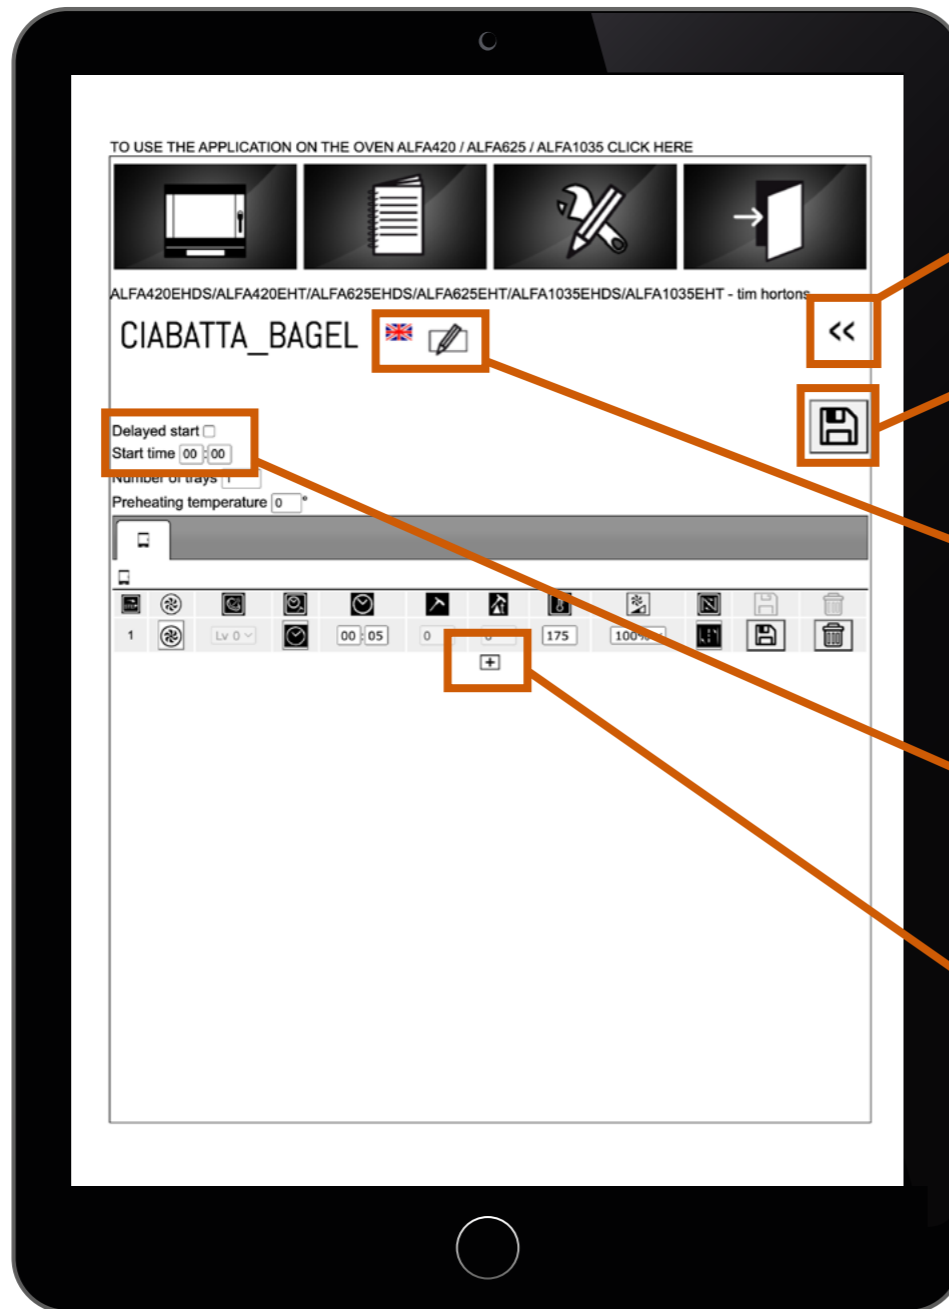 TO USE THE APPLICATION ON THE OVEN ALFA420 / ALFA625 / ALFA1035 CLICK HERE
ALFA420EHDS/ALFA420EHT/ALFA625EHDS/ALFA625EHT/ALFA1035EHDS/ALFA1035EHT - tim hortons
CIABATTA_BAGEL
<<
Delayed start
Start time 00 : 00
Number of trays 1
Preheating temperature 0 °
1 Lv 0 00 : 05 0 0 175 100%
+